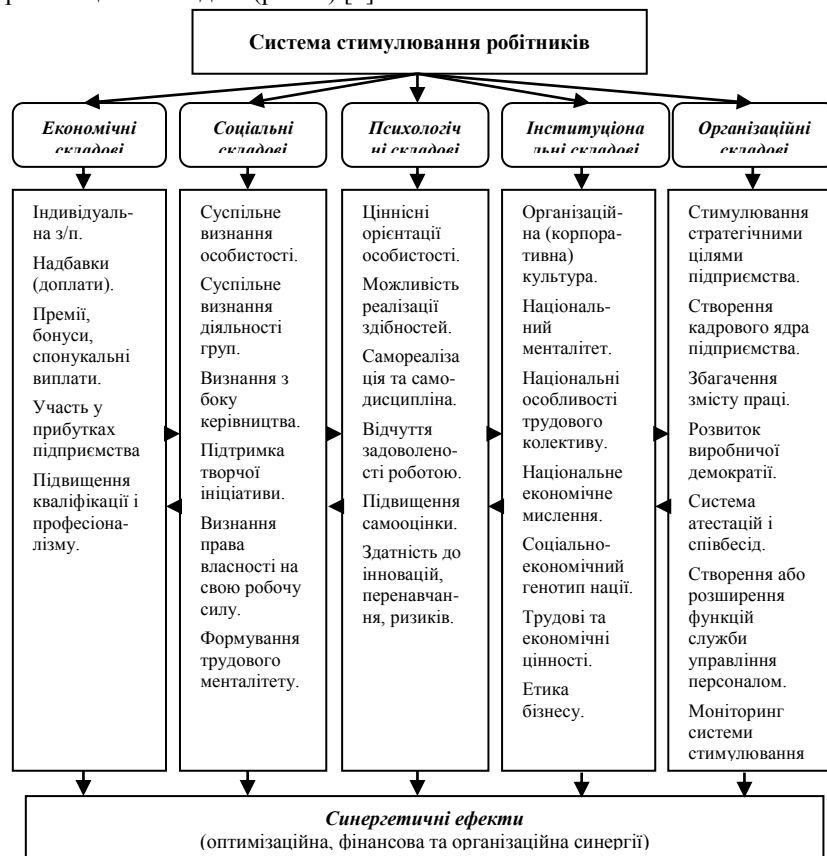 Система стимулювання робітників
Економічні
складові
Соціальні
складові
Психологіч
ні складові
Інституціона
льні складові
Організаційні
складові
Індивідуаль-
на з/п.
Надбавки
(доплати).
Премії,
бонуси,
спонукальні
виплати.
Участь у
прибутках
підприємства
Підвищення
кваліфікації і
професіона-
лізму.
Суспільне
визнання
особистості.
Суспільне
визнання
діяльності
груп.
Визнання з
боку
керівництва.
Підтримка
творчої
ініціативи.
Визнання
права
власності на
свою робочу
силу.
Формування
трудового
менталітету.
Ціннісні
орієнтації
особистості.
Можливість
реалізації
здібностей.
Самореаліза
ція та само-
дисципліна.
Відчуття
задоволено
сті роботою.
Підвищення
самооцінки.
Здатність до
інновацій,
перенавчан-
ня, ризиків.
Організацій-
на (корпора-
тивна)
культура.
Національ-
ний
менталітет.
Національні
особливості
трудового
колективу.
Національне
економічне
мислення.
Соціально-
економічний
генотип нації.
Трудові та
економічні
цінності.
Етика
бізнесу.
Стимулювання
стратегічними
цілями
підприємства.
Створення
кадрового ядра
підприємства.
Збагачення
змісту праці.
Розвиток
виробничої
демократії.
Система
атестацій і
співбесід.
Створення або
розширення
функцій
служби
управління
персоналом.
Моніторинг
системи
стимулювання
Синергетичні ефекти
(оптимізаційна, фінансова та організаційна синергії)